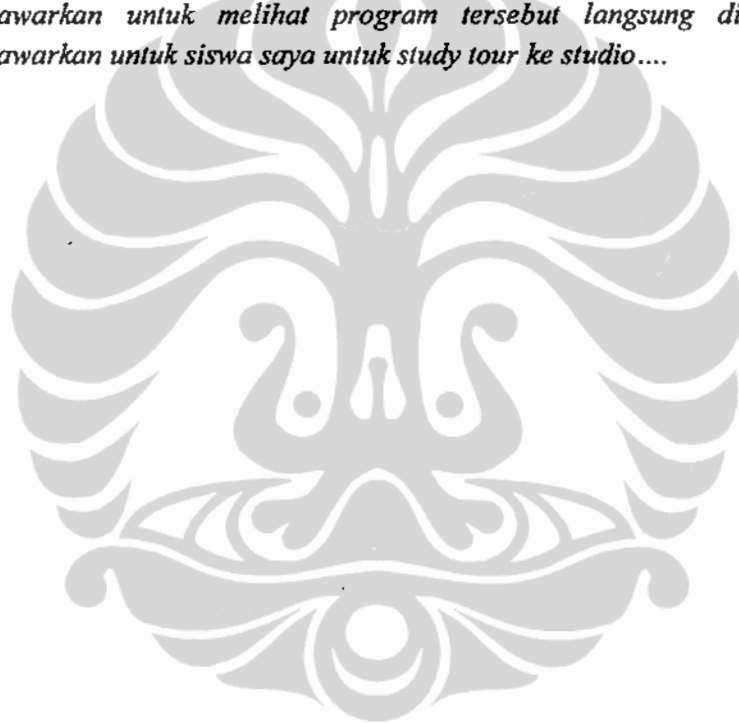 awarkan untuk melihat program tersebut langsung di
awarkan untuk siswa saya untuk study tour ke studio....